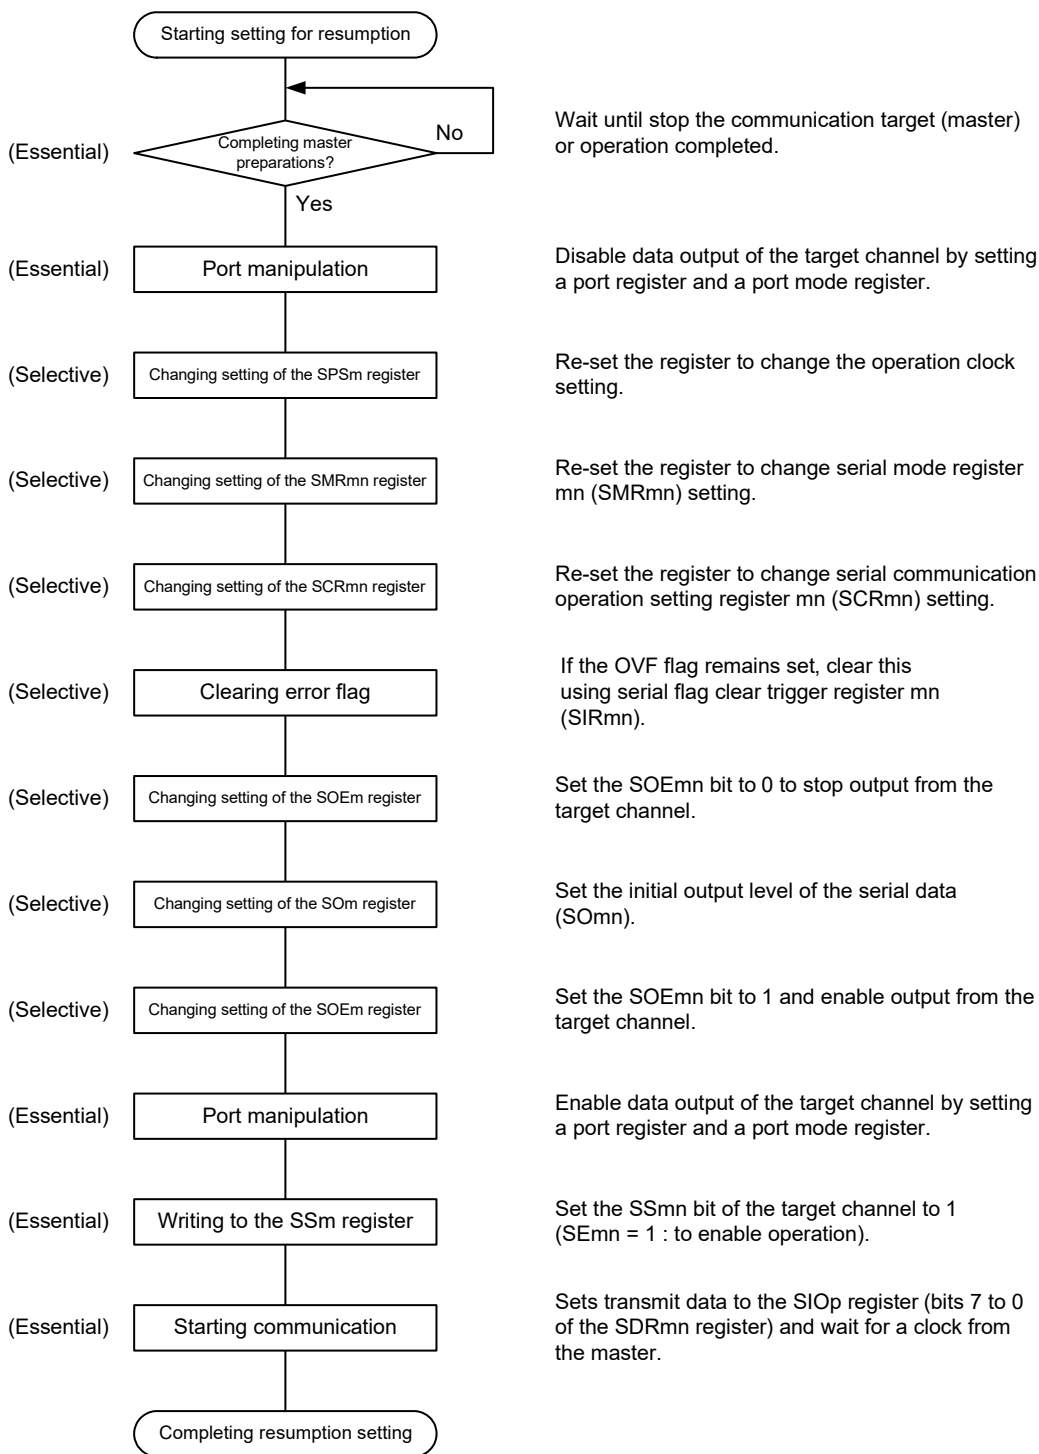 Starting setting for resumption
(Essential)
Completing master
preparations?
No
Yes
Wait until stop the communication target (master)
or operation completed.
(Essential)
Port manipulation
Disable data output of the target channel by setting
a port register and a port mode register.
(Selective)
Changing setting of the SPSm register
Re-set the register to change the operation clock
setting.
(Selective)
Changing setting of the SMRmn register
Re-set the register to change serial mode register
mn (SMRmn) setting.
(Selective)
Changing setting of the SCRmn register
Re-set the register to change serial communication
operation setting register mn (SCRmn) setting.
(Selective)
Clearing error flag
If the OVF flag remains set, clear this
using serial flag clear trigger register mn
(SIRmn).
(Selective)
Changing setting of the SOEm register
Set the SOEmn bit to 0 to stop output from the
target channel.
(Selective)
Changing setting of the SOm register
Set the initial output level of the serial data
(SOmn).
(Selective)
Changing setting of the SOEm register
Set the SOEmn bit to 1 and enable output from the
target channel.
(Essential)
Port manipulation
Enable data output of the target channel by setting
a port register and a port mode register.
(Essential)
Writing to the SSm register
Set the SSmn bit of the target channel to 1
(SEmn = 1 : to enable operation).
(Essential)
Starting communication
Sets transmit data to the SIOp register (bits 7 to 0
of the SDRmn register) and wait for a clock from
the master.
Completing resumption setting